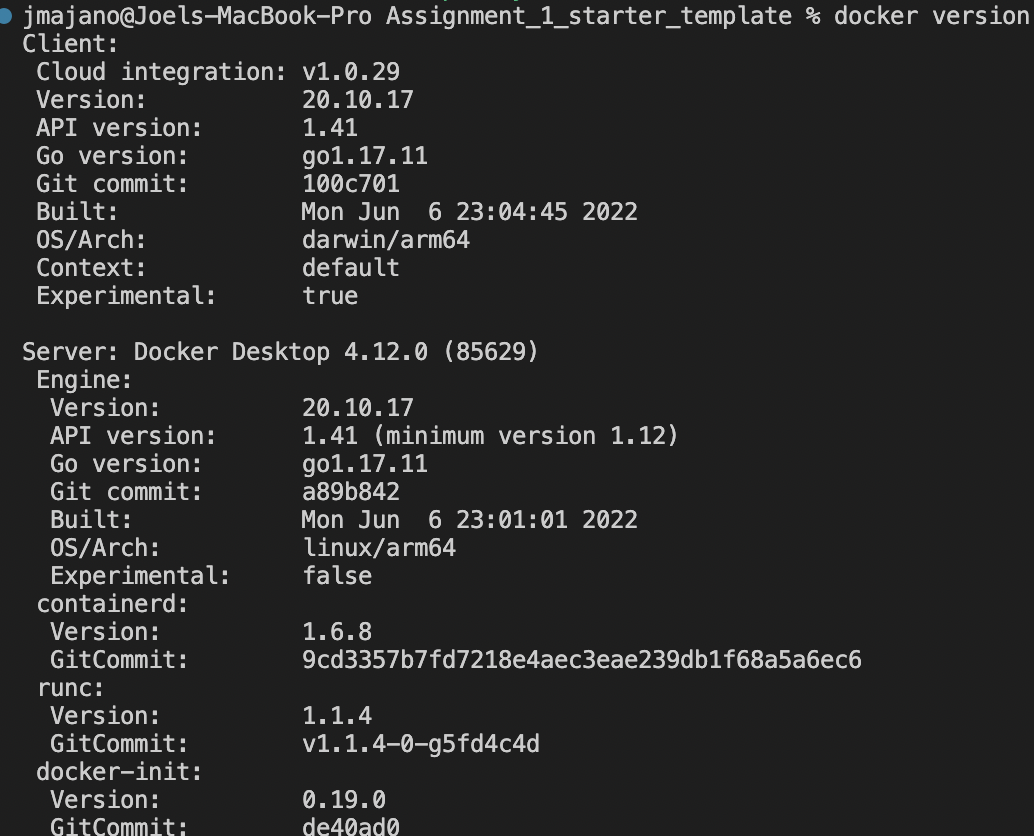 jmajano@Joels-MacBook-Pro Assignment_1_starter_template % docker version
Client:
Cloud integration: v1.0.29
Version: 20.10.17
API version: 1.41
Go version: go1.17.11
Git commit: 100c701
Built: Mon Jun  6 23:04:45 2022
OS/Arch: darwin/arm64
Context: default
Experimental: true

Server: Docker Desktop 4.12.0 (85629)
Engine:
Version: 20.10.17
API version: 1.41 (minimum version 1.12)
Go version: go1.17.11
Git commit: a89b842
Built: Mon Jun  6 23:01:01 2022
OS/Arch: linux/arm64
Experimental: false
containerd:
Version: 1.6.8
GitCommit: 9cd3357b7fd7218e4aec3eae239db1f68a5a6ec6
runc:
Version: 1.1.4
GitCommit: v1.1.4-0-g5fd4c4d
docker-init:
Version: 0.19.0
GitCommit: de40ad0